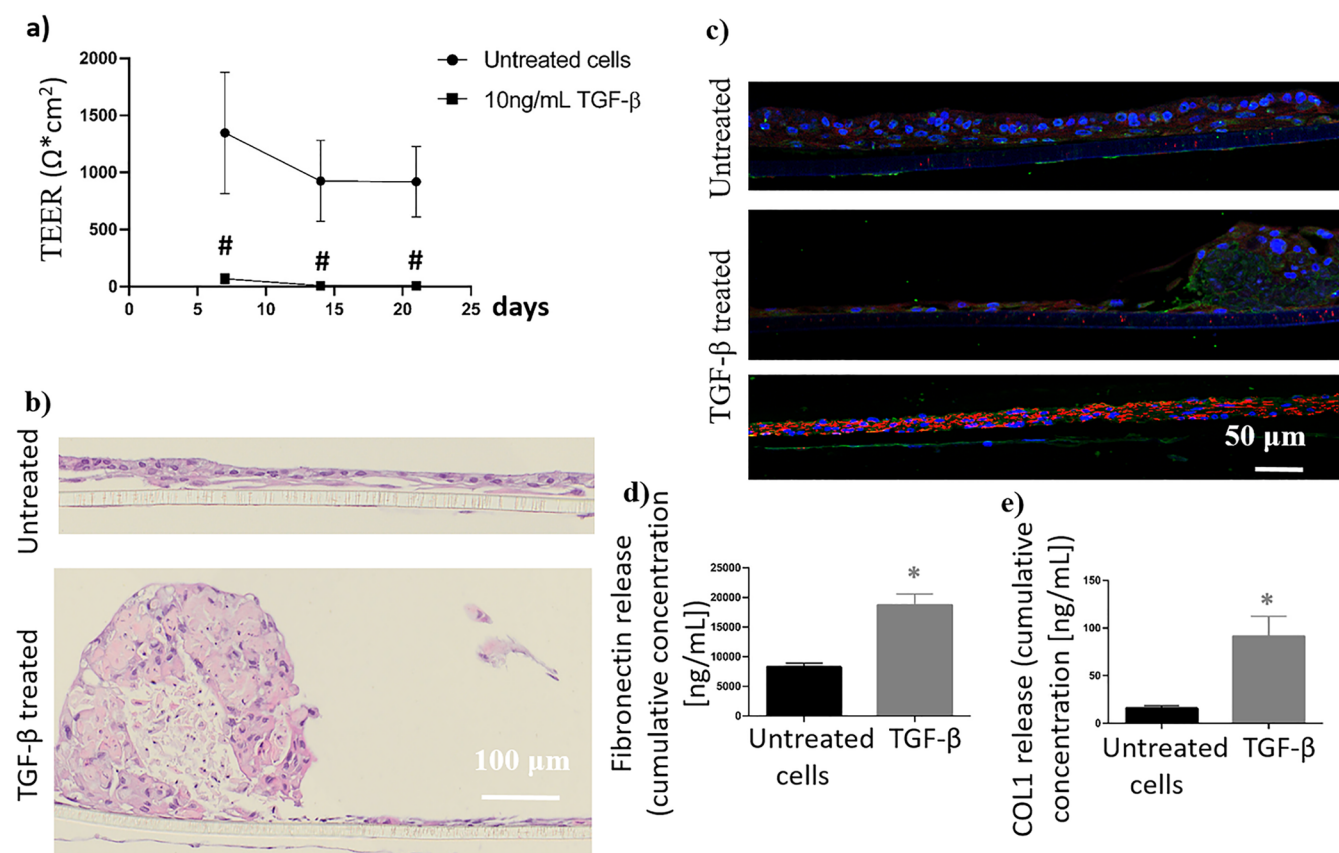 a)
2000
1500
1000
500
0
TEER (Ω*cm2)
0
5
10
15
20
25
days
#
#
#
Untreated cells
10ng/mL TGF-β
b)
Untreated
TGF-β treated
100 μm
c)
Untreated
TGF-β treated
50 μm
d)
Fibronectin release
(cumulative concentration
[ng/mL])
25000
20000
15000
10000
5000
0
*
Untreated
cells
TGF-β
e)
COL1 release (cumulative
concentration [ng/mL])
150
100
50
0
*
Untreated
cells
TGF-β